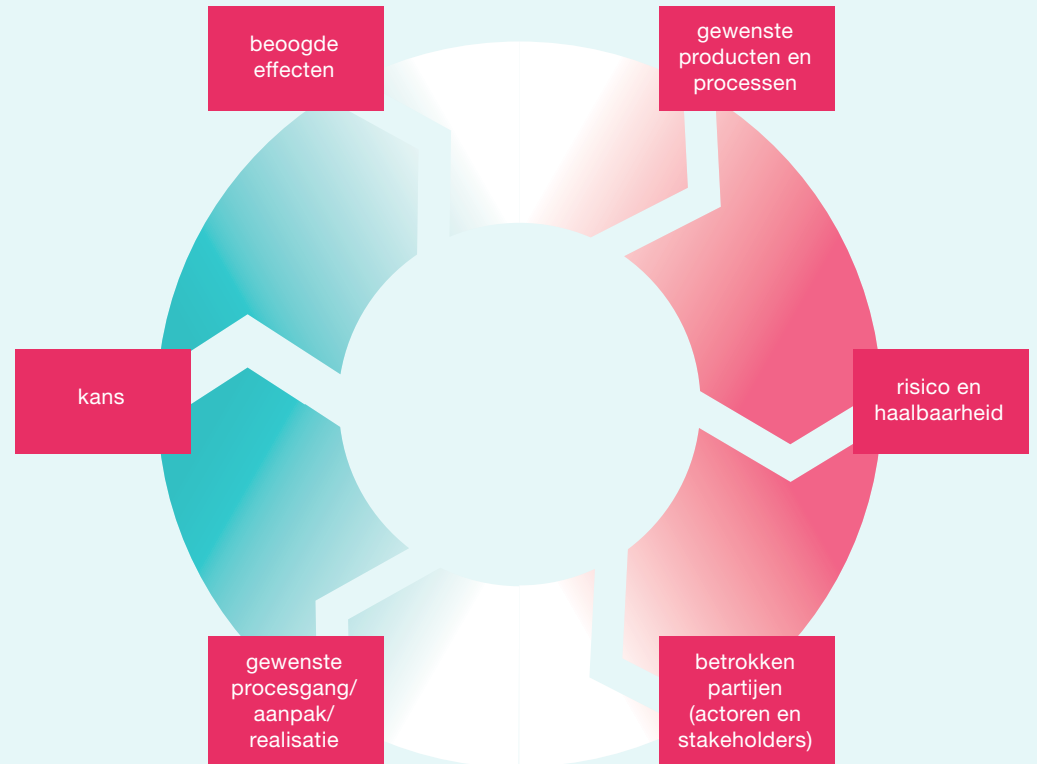 beoogde
effecten
gewenste
producten en
processen
kans
risico en
haalbaarheid
gewenste
procesgang/
aanpak/
realisatie
betrokken
partijen
(actoren en
stakeholders)